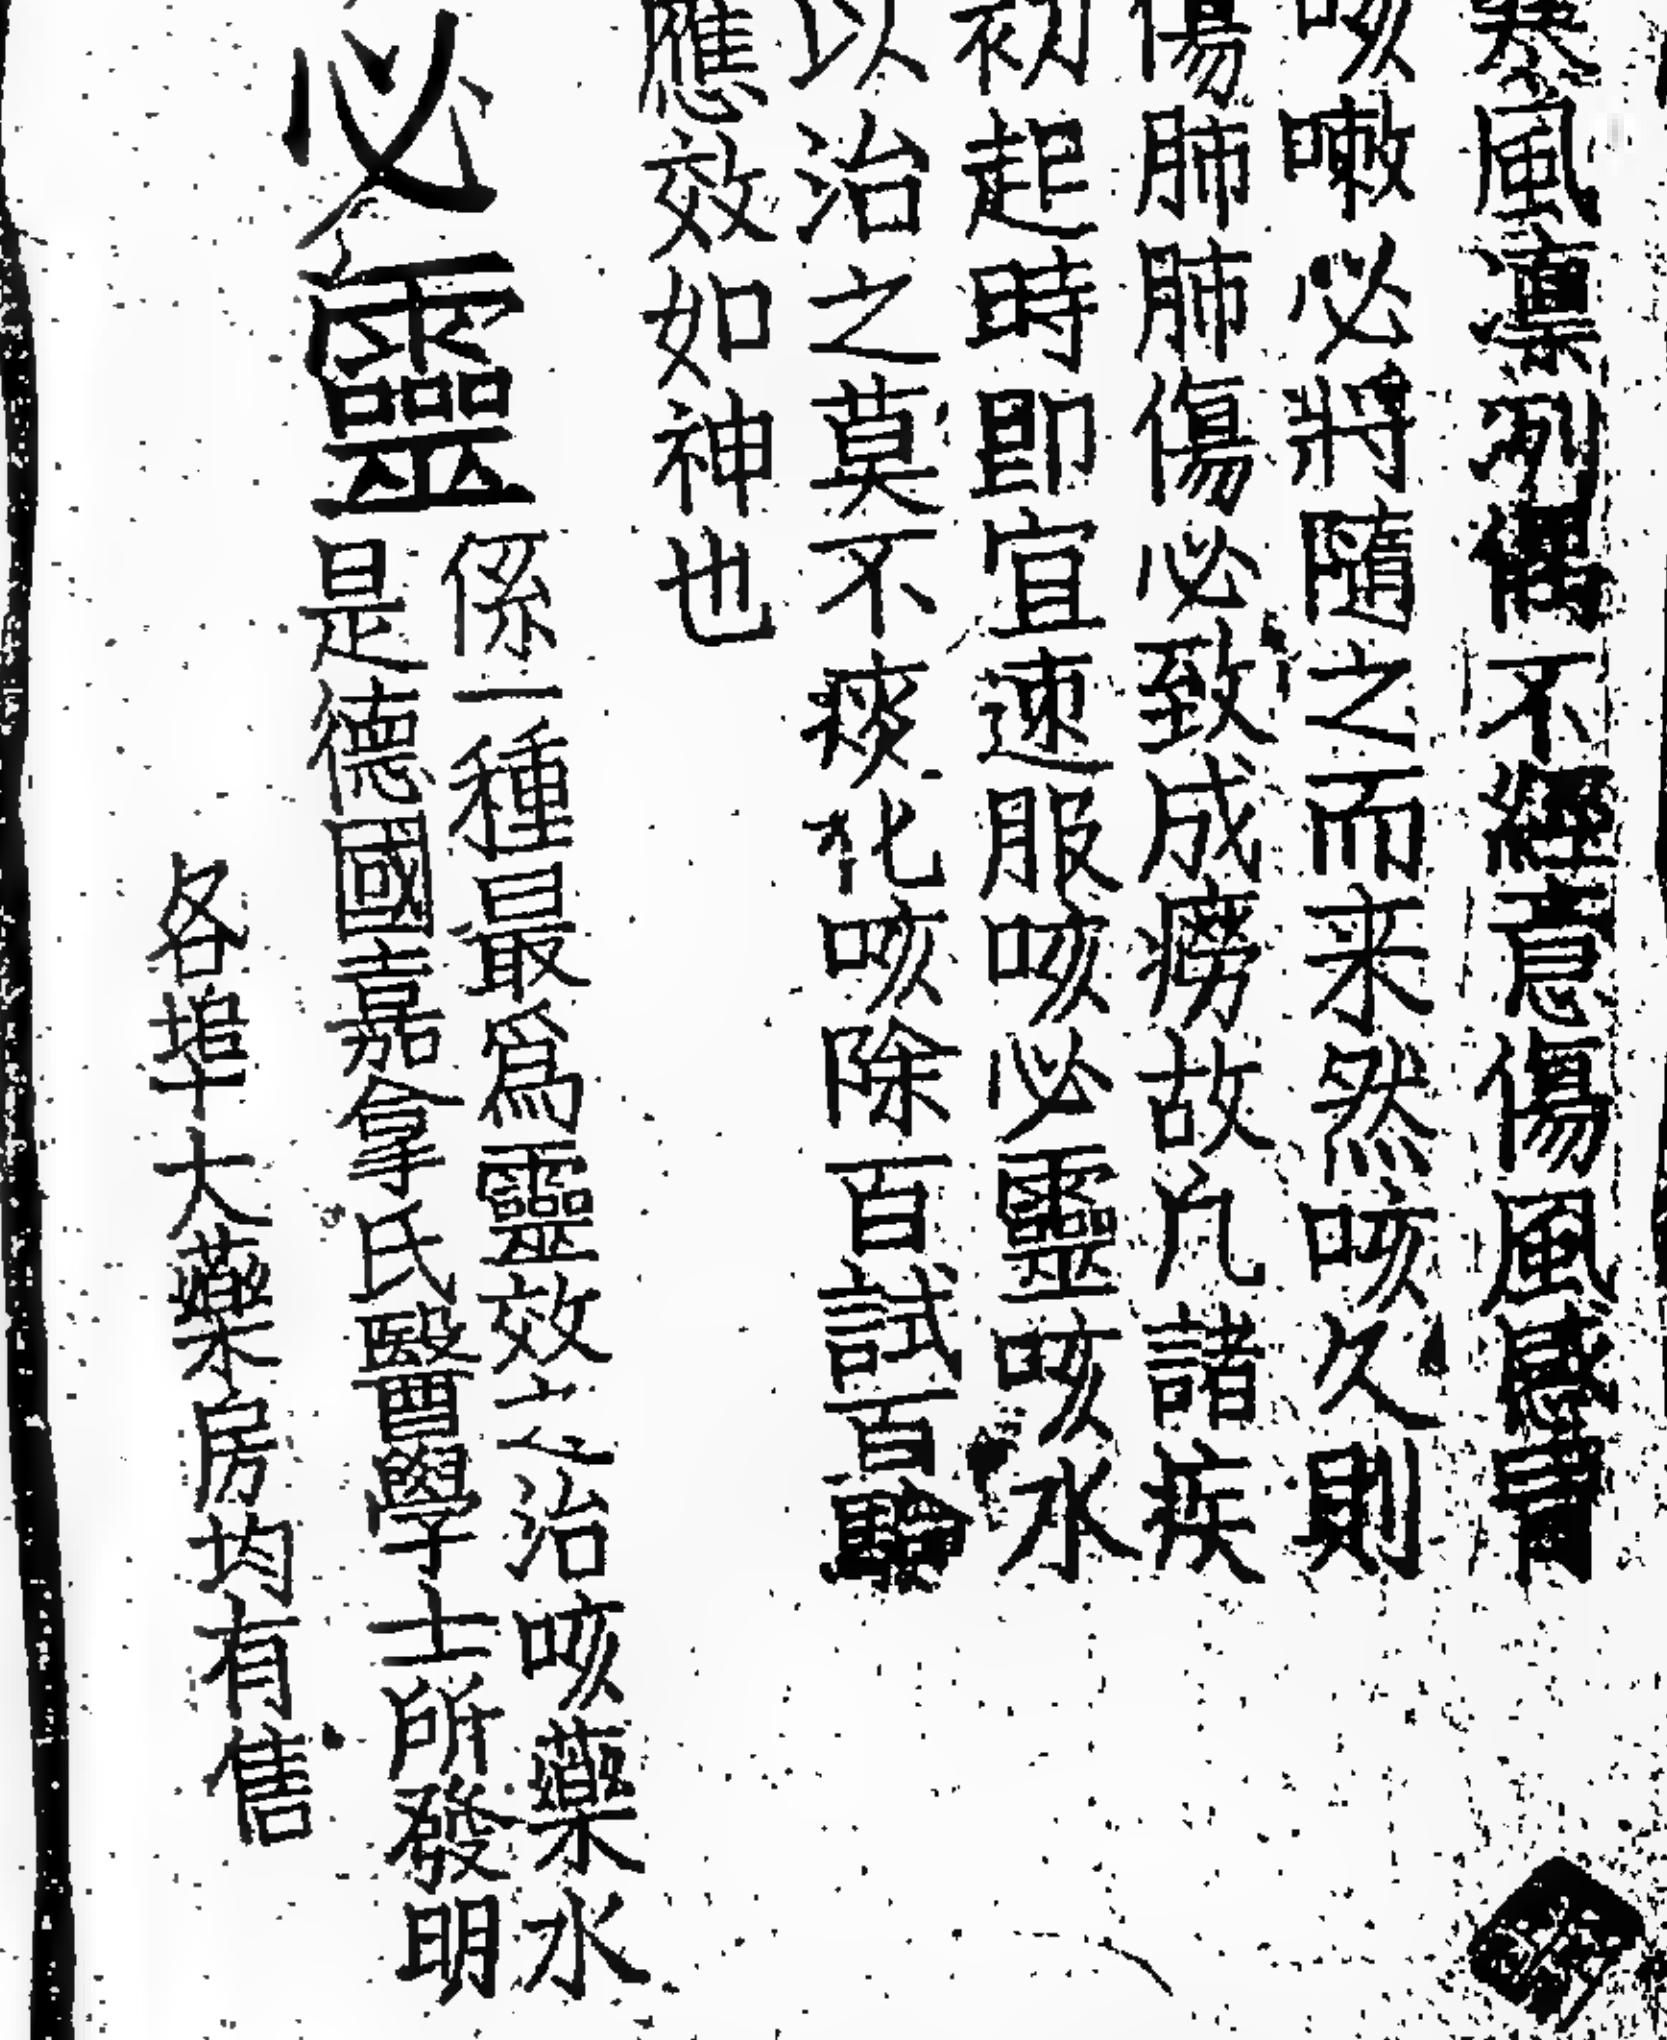 寒風凛冽偶不經意傷風感冒
咳嗽必將隨之而来然咳久則
傷肺肺傷必致成癆故凡諸疾
初起時即宜速服咳必靈咳水
以治之莫不痰化咳除百試百驗
應效如神也
必靈
係一種最爲靈效之治咳藥水
是德國嘉拿氏醫學士所發明
各埠大藥房均有售